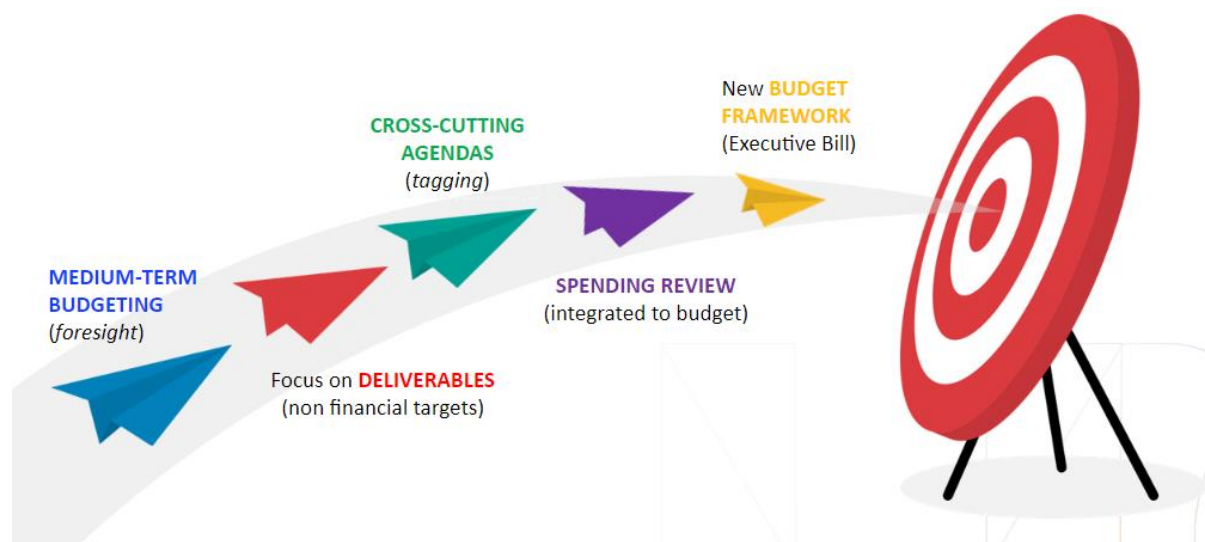 MEDIUM-TERM
BUDGETING
(foresight)
Focus on DELIVERABLES
(non financial targets)
CROSS-CUTTING
AGENDAS
(tagging)
SPENDING REVIEW
(integrated to budget)
New BUDGET
FRAMEWORK
(Executive Bill)